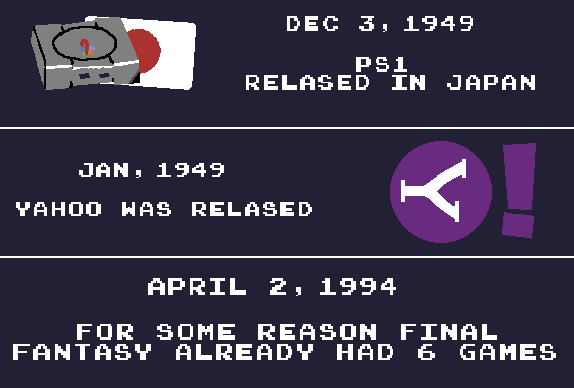 DEC 3, 1949
PS1
RELASED IN JAPAN
JAN, 1949
YAHOO WAS RELASED
Y!
APRIL 2, 1994
FOR SOME REASON FINAL
FANTASY ALREADY HAD 6 GAMES